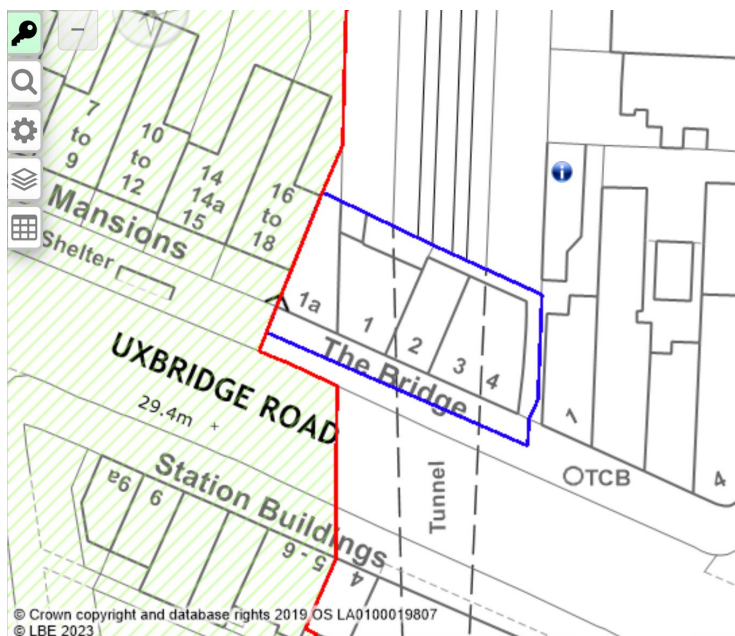 7
to
9
10
to
12
14
14a
15
16
to
18
Mansions
Shelter
1a
1
2
3
4
The Bridge
UXBRIDGE ROAD
29.4m
Station Buildings
9a
9
5 - 6
4
Tunnel
TCB
1
4
© Crown copyright and database rights 2019 OS LA0100019807
© LBE 2023